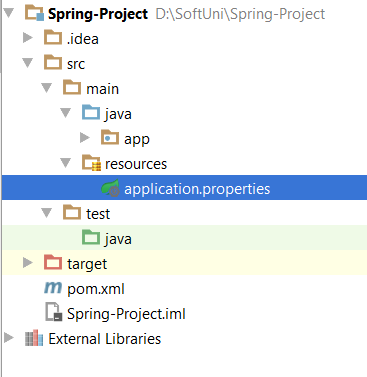 Spring-Project D:\SoftUni\Spring-Project
.idea
src
main
java
app
resources
application.properties
test
java
target
pom.xml
Spring-Project.iml
External Libraries